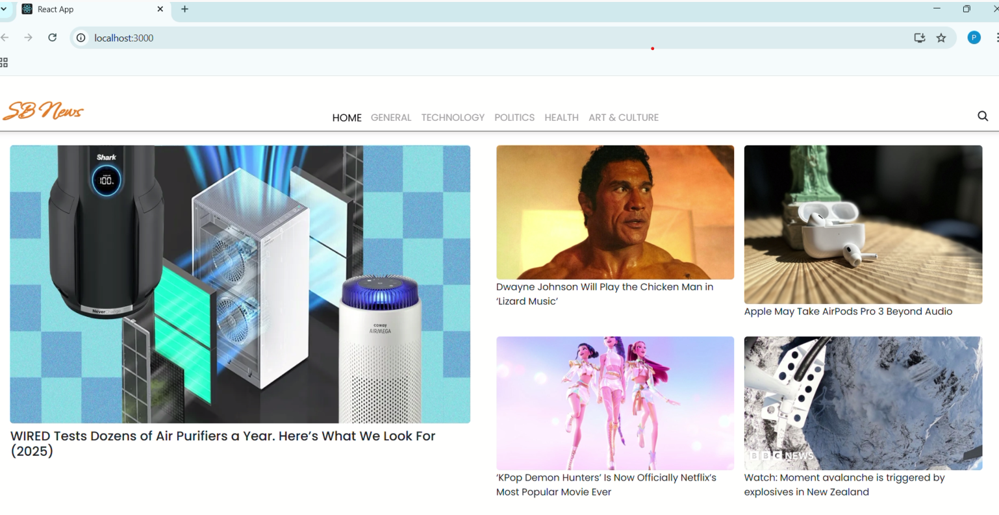 React App
localhost:3000
P
SB News
HOME GENERAL TECHNOLOGY POLITICS HEALTH ART & CULTURE
Shark
100
NeverChange
coway
AIRMEGA
WIRED Tests Dozens of Air Purifiers a Year. Here’s What We Look For
(2025)
Dwayne Johnson Will Play the Chicken Man in
‘Lizard Music’
Apple May Take AirPods Pro 3 Beyond Audio
‘KPop Demon Hunters’ Is Now Officially Netflix’s
Most Popular Movie Ever
BBC NEWS
Watch: Moment avalanche is triggered by
explosives in New Zealand